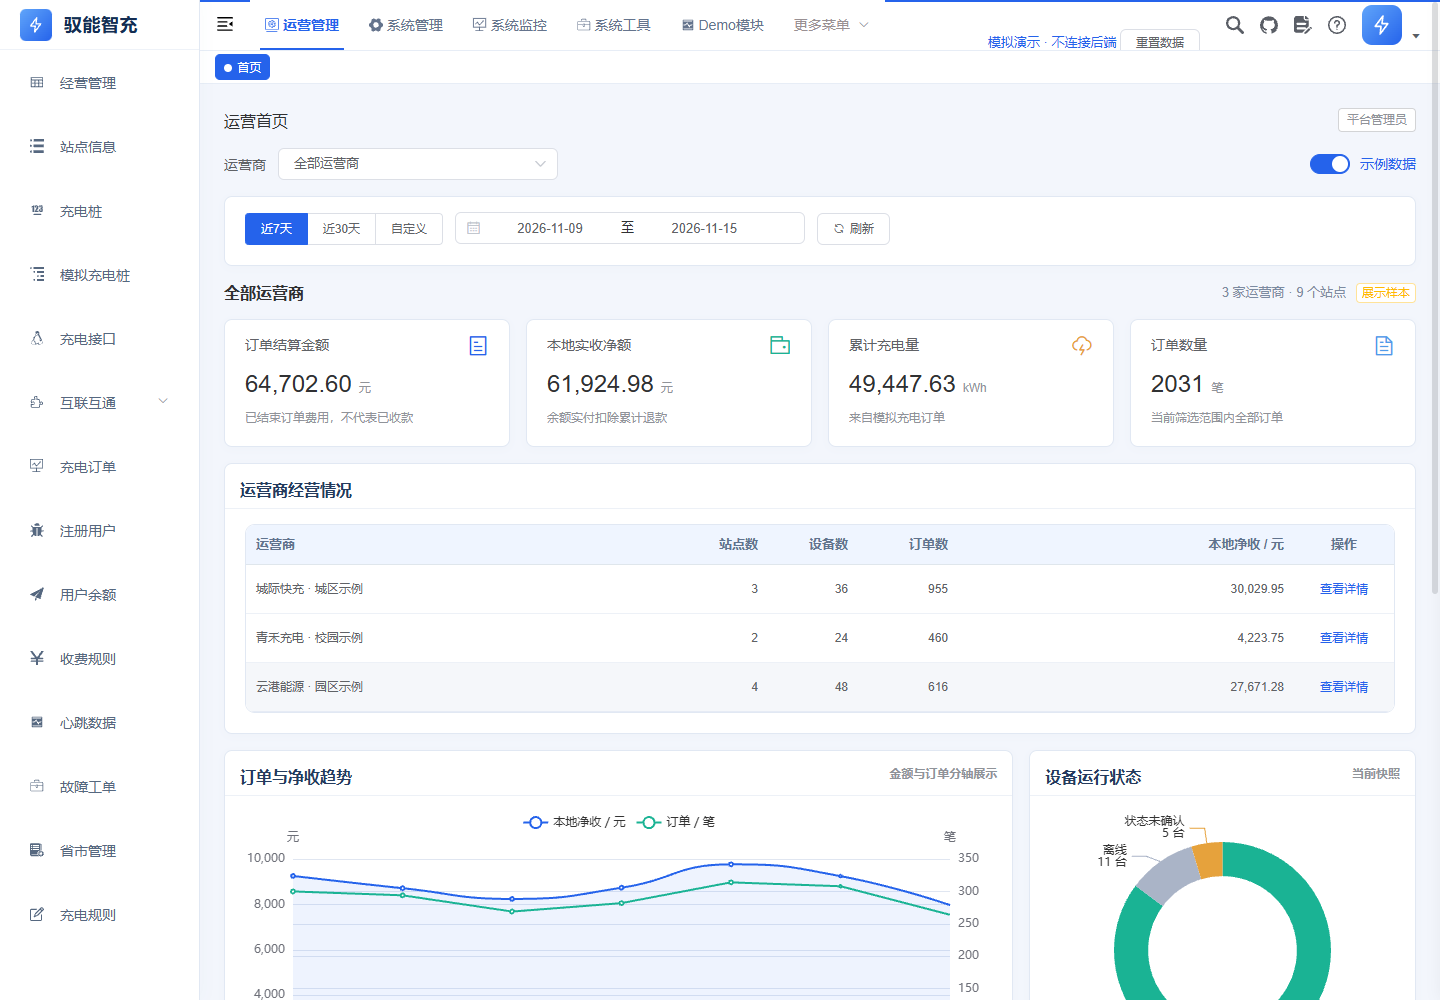 驭能智充
经营管理
站点信息
充电桩
模拟充电桩
充电接口
互联互通
充电订单
注册用户
用户余额
收费规则
心跳数据
故障工单
省市管理
充电规则
运营管理 系统管理 系统监控 系统工具 Demo模块 更多菜单
模拟演示 · 不连接后端 重置数据
首页
运营首页 平台管理员
运营商 全部运营商 示例数据
近7天 近30天 自定义 2026-11-09 至 2026-11-15 刷新
全部运营商 3 家运营商 · 9 个站点 展示样本
订单结算金额
64,702.60 元
已结束订单费用，不代表已收款
本地实收净额
61,924.98 元
余额实付扣除累计退款
累计充电量
49,447.63 kWh
来自模拟充电订单
订单数量
2031 笔
当前筛选范围内全部订单
运营商经营情况
运营商 站点数 设备数 订单数 本地净收 / 元 操作
城际快充 · 城区示例 3 36 955 30,029.95 查看详情
青禾充电 · 校园示例 2 24 460 4,223.75 查看详情
云港能源 · 园区示例 4 48 616 27,671.28 查看详情
订单与净收趋势 金额与订单分轴展示
本地净收 / 元 订单 / 笔
元 笔
10,000
8,000
6,000
4,000
350
300
250
200
150
设备运行状态 当前快照
状态未确认
5 台
离线
11 台